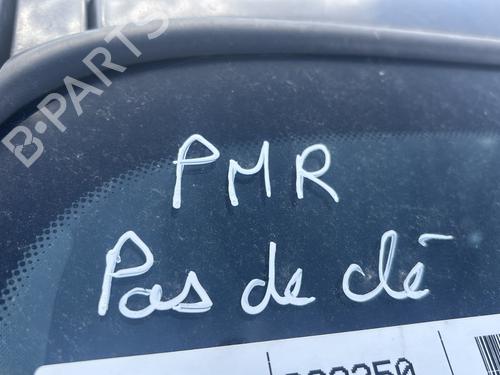 B-PARTS
PMR
Pas de clé